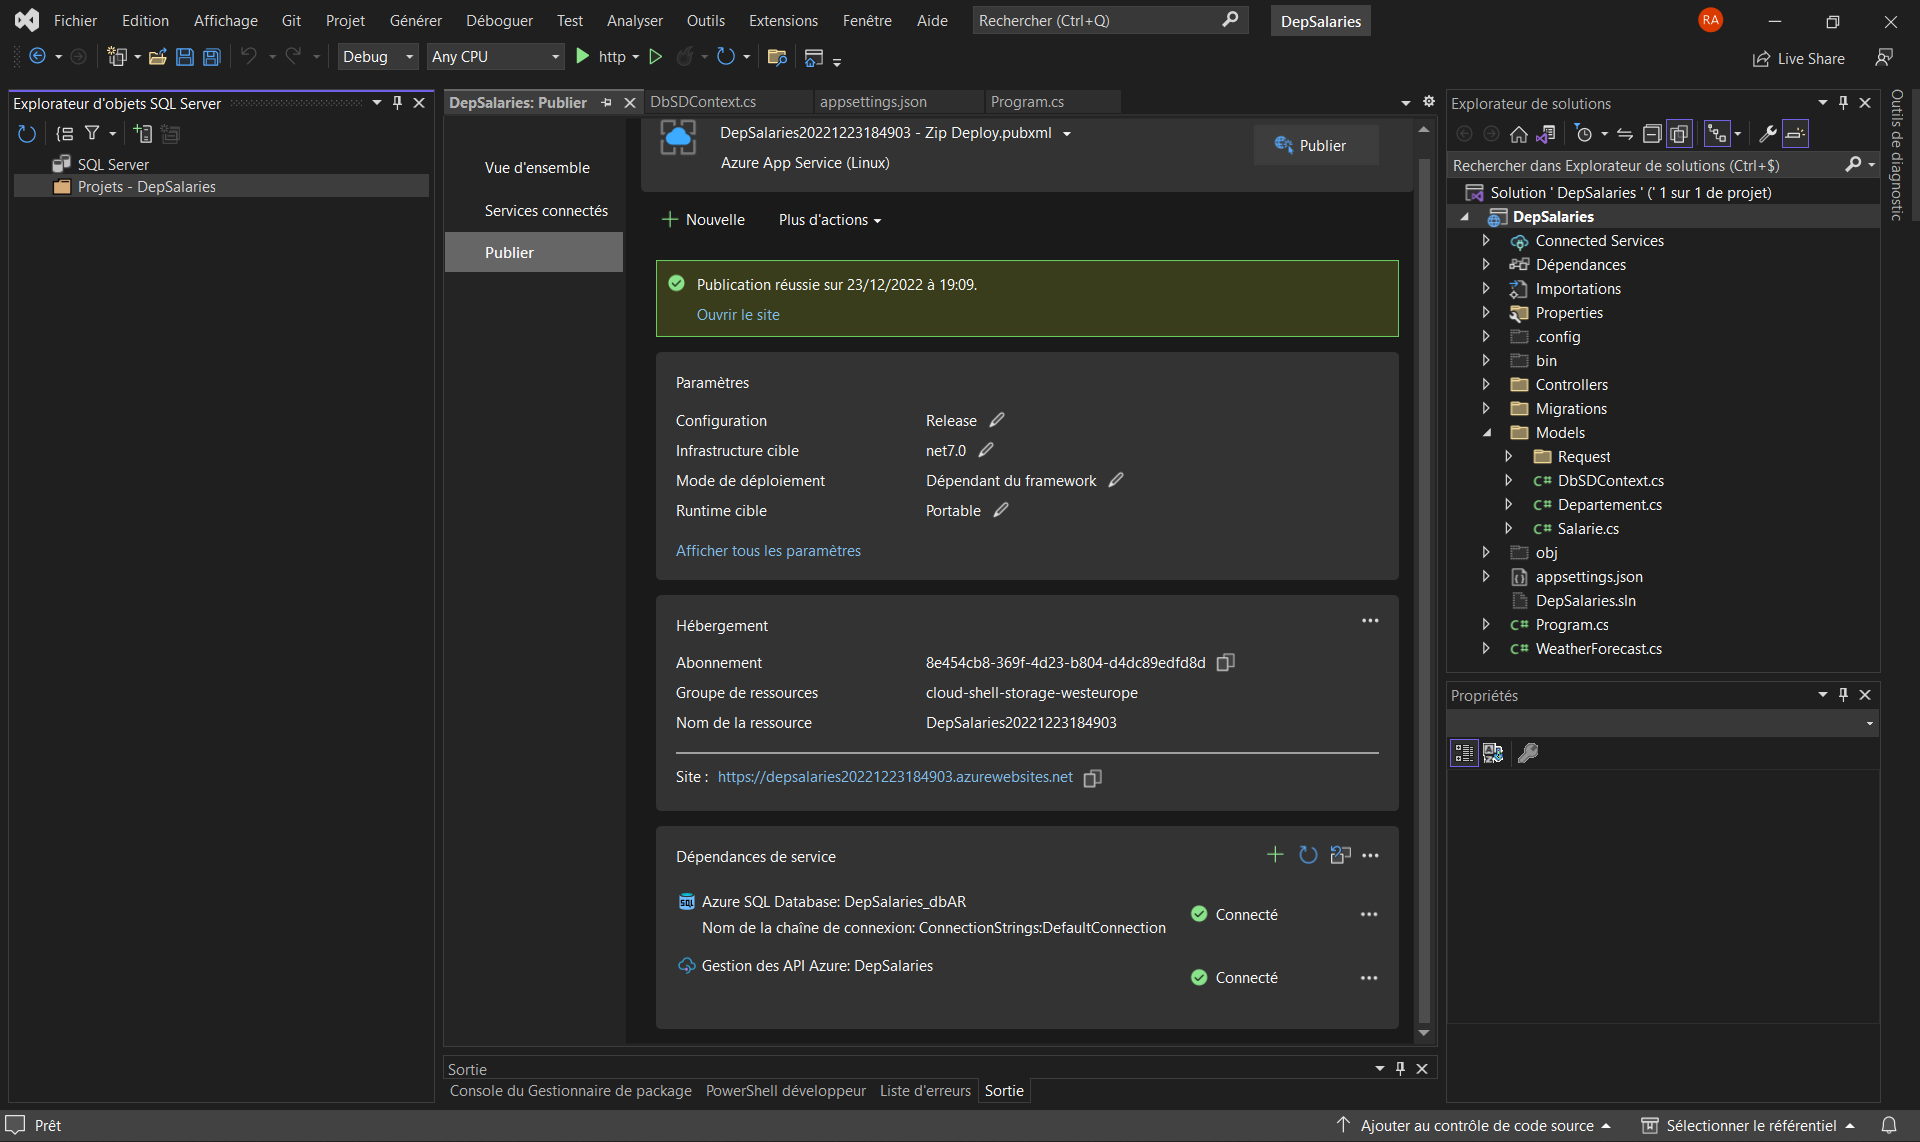 Fichier Edition Affichage Git Projet Générer Déboguer Test Analyser Outils Extensions Fenêtre Aide Rechercher (Ctrl+Q) DepSalaries RA
Debug Any CPU http Live Share
Explorateur d'objets SQL Server
SQL Server
Projets - DepSalaries
DepSalaries: Publier DbSDContext.cs appsettings.json Program.cs
Vue d'ensemble
Services connectés
Publier
DepSalaries20221223184903 - Zip Deploy.pubxml
Azure App Service (Linux)
Publier
Nouvelle Plus d'actions
Publication réussie sur 23/12/2022 à 19:09.
Ouvrir le site
Paramètres
Configuration Release
Infrastructure cible net7.0
Mode de déploiement Dépendant du framework
Runtime cible Portable
Afficher tous les paramètres
Hébergement
Abonnement 8e454cb8-369f-4d23-b804-d4dc89edfd8d
Groupe de ressources cloud-shell-storage-westeurope
Nom de la ressource DepSalaries20221223184903
Site : https://depsalaries20221223184903.azurewebsites.net
Dépendances de service
Azure SQL Database: DepSalaries_dbAR
Nom de la chaîne de connexion: ConnectionStrings:DefaultConnection
Connecté
Gestion des API Azure: DepSalaries
Connecté
Sortie
Console du Gestionnaire de package PowerShell développeur Liste d'erreurs Sortie
Explorateur de solutions
Rechercher dans Explorateur de solutions (Ctrl+$)
Solution ' DepSalaries ' (' 1 sur 1 de projet)
DepSalaries
Connected Services
Dépendances
Importations
Properties
.config
bin
Controllers
Migrations
Models
Request
C# DbSDContext.cs
C# Departement.cs
C# Salarie.cs
obj
appsettings.json
DepSalaries.sln
C# Program.cs
C# WeatherForecast.cs
Propriétés
Outils de diagnostic
Prêt
Ajouter au contrôle de code source Sélectionner le référentiel